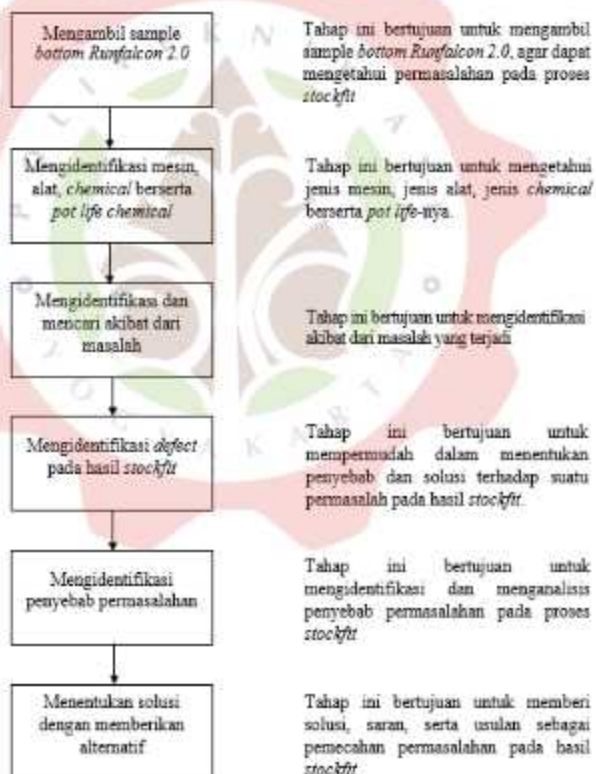 Mengambil sample
bottom Runfalcon 2.0
Tahap ini bertujuan untuk mengambil
sample bottom Runfalcon 2.0, agar dapat
mengetahui permasalahan pada proses
stockfit
Mengidentifikasi mesin,
alat, chemical berserta
pot life chemical
Tahap ini bertujuan untuk mengetahui
jenis mesin, jenis alat, jenis chemical
berserta pot life-nya.
Mengidentifikasi dan
mencari akibat dari
masalah
Tahap ini bertujuan untuk mengidentifikasi
akibat dari masalah yang terjadi
Mengidentifikasi defect
pada hasil stockfit
Tahap ini bertujuan untuk
mempermudah dalam menentukan
penyebab dan solusi terhadap suatu
permasalah pada hasil stockfit.
Mengidentifikasi
penyebab permasalahan
Tahap ini bertujuan untuk
mengidentifikasi dan menganalisis
penyebab permasalahan pada proses
stockfit
Menentukan solusi
dengan memberikan
alternatif
Tahap ini bertujuan untuk memberi
solusi, saran, serta usulan sebagai
pemecahan permasalahan pada hasil
stockfit
YOGYAKARTA